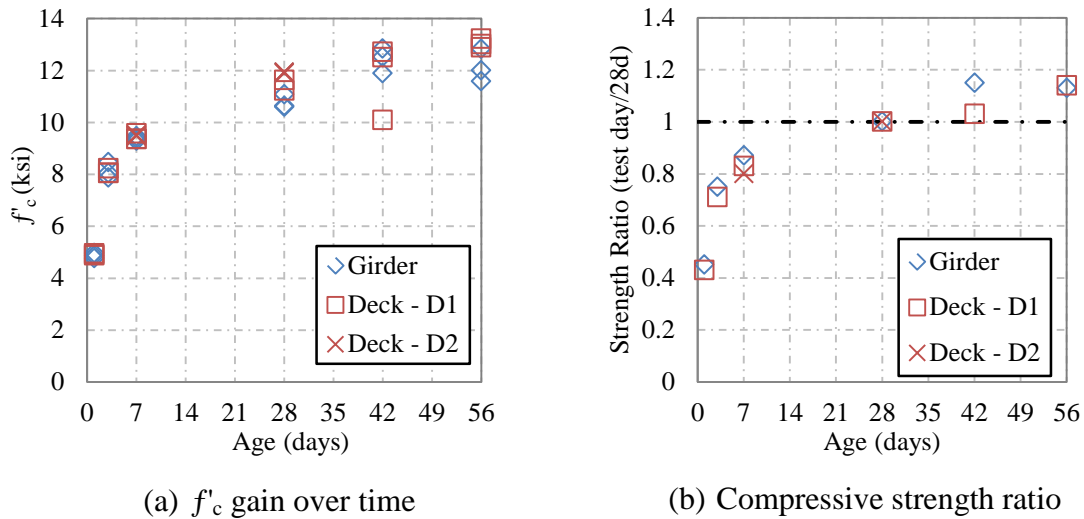 14
12
10
8
6
4
2
0
f'c (ksi)
0 7 14 21 28 35 42 49 56
Age (days)
Girder
Deck - D1
Deck - D2
(a) f'c gain over time
1.4
1.2
1
0.8
0.6
0.4
0.2
0
Strength Ratio (test day/28d)
0 7 14 21 28 35 42 49 56
Age (days)
Girder
Deck - D1
Deck - D2
(b) Compressive strength ratio